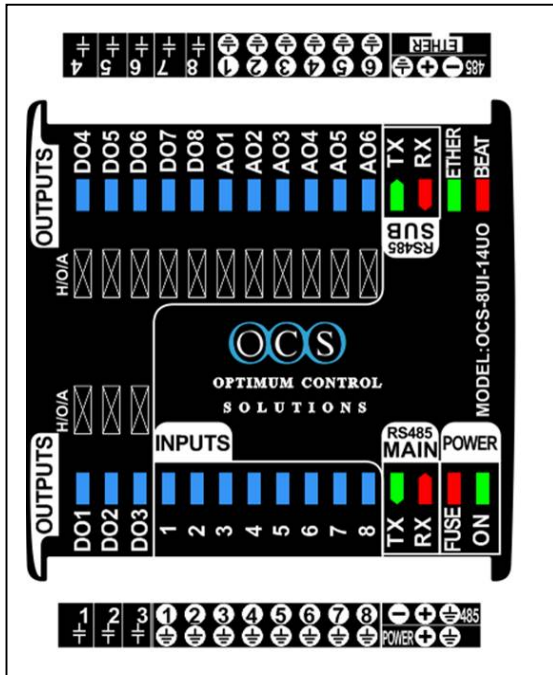 4 5 6 7 8 1 2 3 4 5 6 ETHER 485
OUTPUTS
DO4 DO5 DO6 DO7 DO8 AO1 AO2 AO3 AO4 AO5 AO6 TX RX ETHER BEAT
RS485
SUB
H/O/A
OCS
OPTIMUM CONTROL
SOLUTIONS
MODEL:OCS-8UI-14UO
H/O/A
INPUTS
RS485
MAIN
POWER
OUTPUTS
DO1 DO2 DO3 1 2 3 4 5 6 7 8 TX RX FUSE ON
1 2 3 1 2 3 4 5 6 7 8 485
POWER